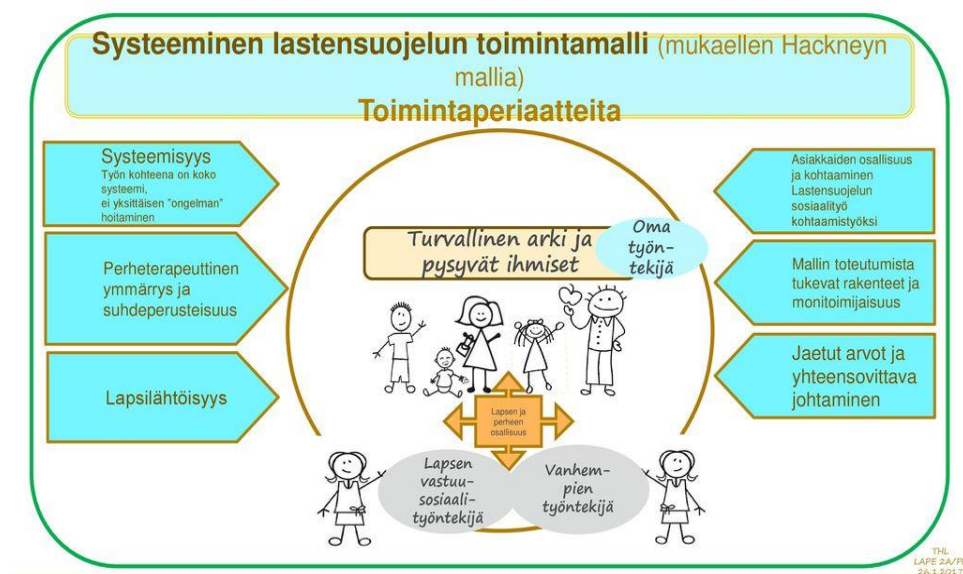 Systeeminen lastensuojelun toimintamalli (mukaellen Hackneyn
mallia)
Toimintaperiaatteita
Systeemisyys
Työn kohteena on koko
systeemi,
ei yksittäisen "ongelman"
hoitaminen
Perheterapeuttinen
ymmärrys ja
suhdeperusteisuus
Lapsilähtöisyys
Turvallinen arki ja
pysyvät ihmiset
Oma
työn-
tekijä
Lapsen ja
perheen
osallisuus
Lapsen
vastuu-
sosiaali-
työntekijä
Vanhem-
pien
työntekijä
Asiakkaiden osallisuus
ja kohtaaminen
Lastensuojelun
sosiaalityö
kohtaamistyöksi
Mallin toteutumista
tukevat rakenteet ja
monitoimijaisuus
Jaetut arvot ja
yhteensovittava
johtaminen
THL
LAPE 2A/
26.1.2017